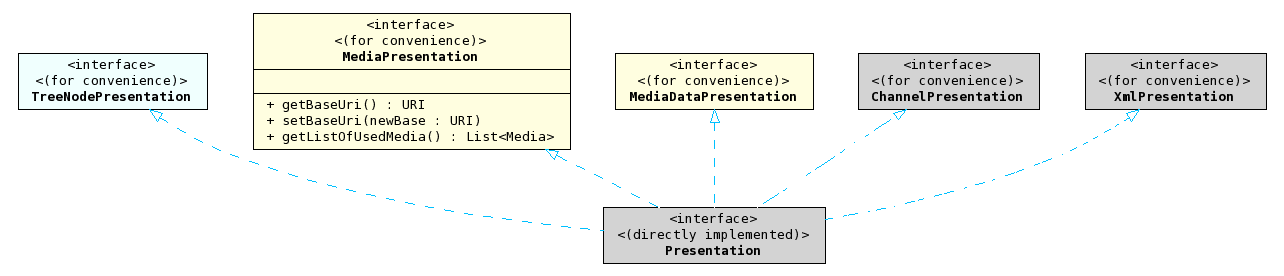 <interface>
<(for convenience)>
TreeNodePresentation
<interface>
<(for convenience)>
MediaPresentation
+ getBaseUri() : URI
+ setBaseUri(newBase : URI)
+ getListOfUsedMedia() : List<Media>
<interface>
<(for convenience)>
MediaDataPresentation
<interface>
<(for convenience)>
ChannelPresentation
<interface>
<(for convenience)>
XmlPresentation
<interface>
<(directly implemented)>
Presentation